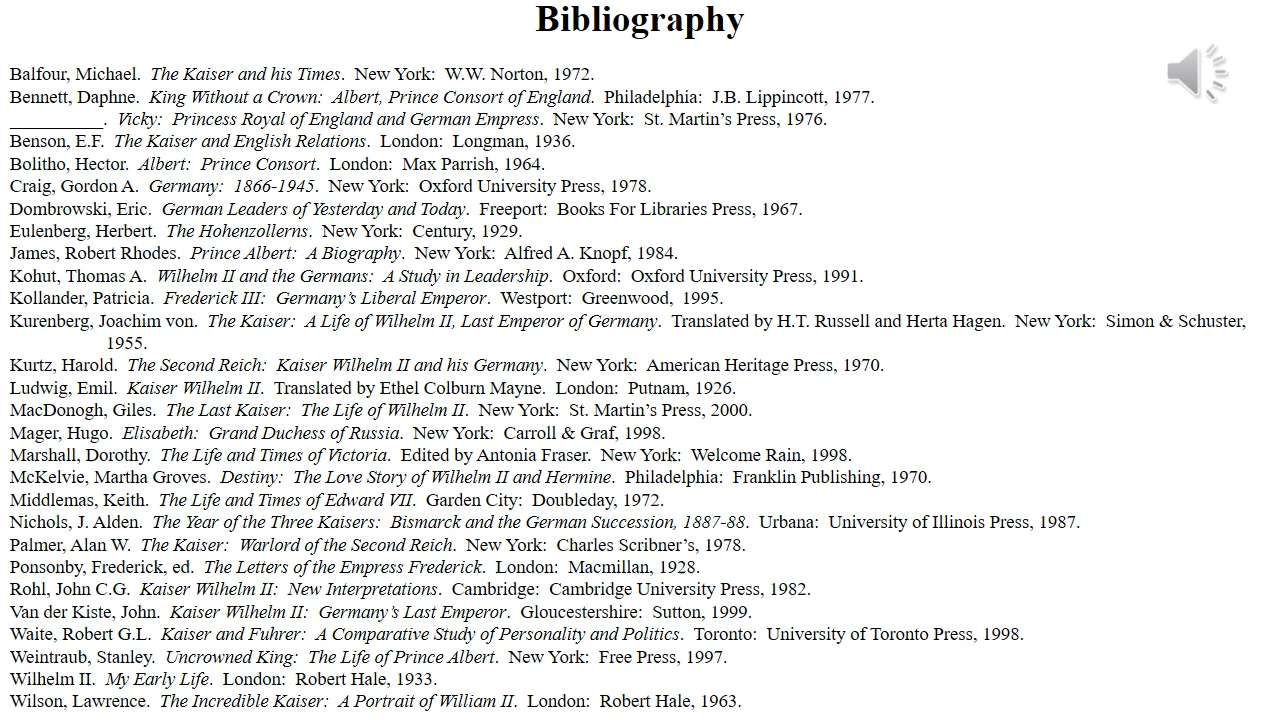 Bibliography
Balfour, Michael.  The Kaiser and his Times.  New York:  W.W. Norton, 1972.
Bennett, Daphne.  King Without a Crown:  Albert, Prince Consort of England.  Philadelphia:  J.B. Lippincott, 1977.
__________.  Vicky:  Princess Royal of England and German Empress.  New York:  St. Martin’s Press, 1976.
Benson, E.F.  The Kaiser and English Relations.  London:  Longman, 1936.
Bolitho, Hector.  Albert:  Prince Consort.  London:  Max Parrish, 1964.
Craig, Gordon A.  Germany:  1866-1945.  New York:  Oxford University Press, 1978.
Dombrowski, Eric.  German Leaders of Yesterday and Today.  Freeport:  Books For Libraries Press, 1967.
Eulenberg, Herbert.  The Hohenzollerns.  New York:  Century, 1929.
James, Robert Rhodes.  Prince Albert:  A Biography.  New York:  Alfred A. Knopf, 1984.
Kohut, Thomas A.  Wilhelm II and the Germans:  A Study in Leadership.  Oxford:  Oxford University Press, 1991.
Kollander, Patricia.  Frederick III:  Germany’s Liberal Emperor.  Westport:  Greenwood,  1995.
Kurenberg, Joachim von.  The Kaiser:  A Life of Wilhelm II, Last Emperor of Germany.  Translated by H.T. Russell and Herta Hagen.  New York:  Simon & Schuster,
1955.
Kurtz, Harold.  The Second Reich:  Kaiser Wilhelm II and his Germany.  New York:  American Heritage Press, 1970.
Ludwig, Emil.  Kaiser Wilhelm II.  Translated by Ethel Colburn Mayne.  London:  Putnam, 1926.
MacDonogh, Giles.  The Last Kaiser:  The Life of Wilhelm II.  New York:  St. Martin’s Press, 2000.
Mager, Hugo.  Elisabeth:  Grand Duchess of Russia.  New York:  Carroll & Graf, 1998.
Marshall, Dorothy.  The Life and Times of Victoria.  Edited by Antonia Fraser.  New York:  Welcome Rain, 1998.
McKelvie, Martha Groves.  Destiny:  The Love Story of Wilhelm II and Hermine.  Philadelphia:  Franklin Publishing, 1970.
Middlemas, Keith.  The Life and Times of Edward VII.  Garden City:  Doubleday, 1972.
Nichols, J. Alden.  The Year of the Three Kaisers:  Bismarck and the German Succession, 1887-88.  Urbana:  University of Illinois Press, 1987.
Palmer, Alan W.  The Kaiser:  Warlord of the Second Reich.  New York:  Charles Scribner’s, 1978.
Ponsonby, Frederick, ed.  The Letters of the Empress Frederick.  London:  Macmillan, 1928.
Rohl, John C.G.  Kaiser Wilhelm II:  New Interpretations.  Cambridge:  Cambridge University Press, 1982.
Van der Kiste, John.  Kaiser Wilhelm II:  Germany’s Last Emperor.  Gloucestershire:  Sutton, 1999.
Waite, Robert G.L.  Kaiser and Fuhrer:  A Comparative Study of Personality and Politics.  Toronto:  University of Toronto Press, 1998.
Weintraub, Stanley.  Uncrowned King:  The Life of Prince Albert.  New York:  Free Press, 1997.
Wilhelm II.  My Early Life.  London:  Robert Hale, 1933.
Wilson, Lawrence.  The Incredible Kaiser:  A Portrait of William II.  London:  Robert Hale, 1963.